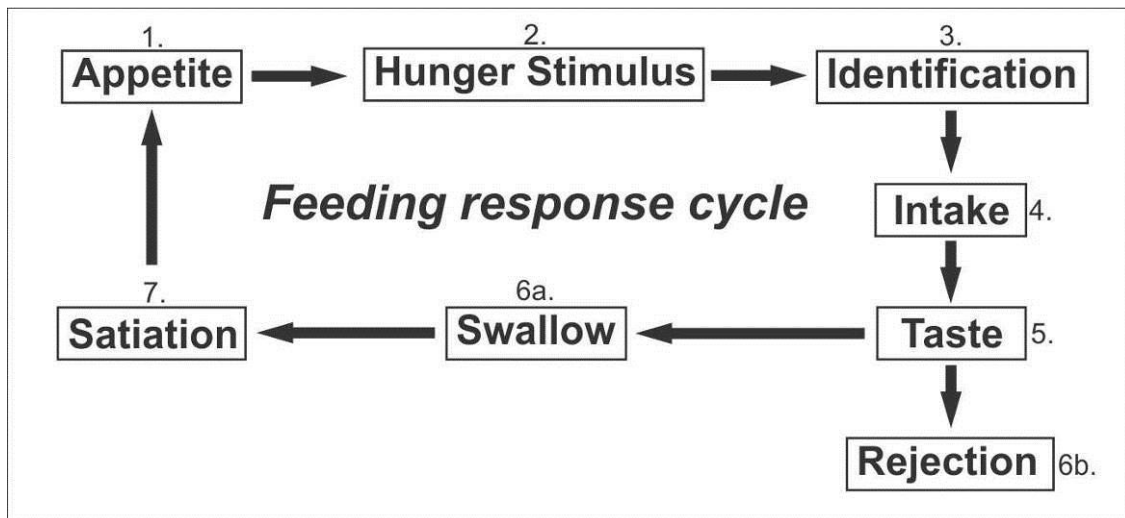 1.
Appetite
2.
Hunger Stimulus
3.
Identification
Feeding response cycle
Intake 4.
7.
Satiation
6a.
Swallow
Taste 5.
Rejection 6b.